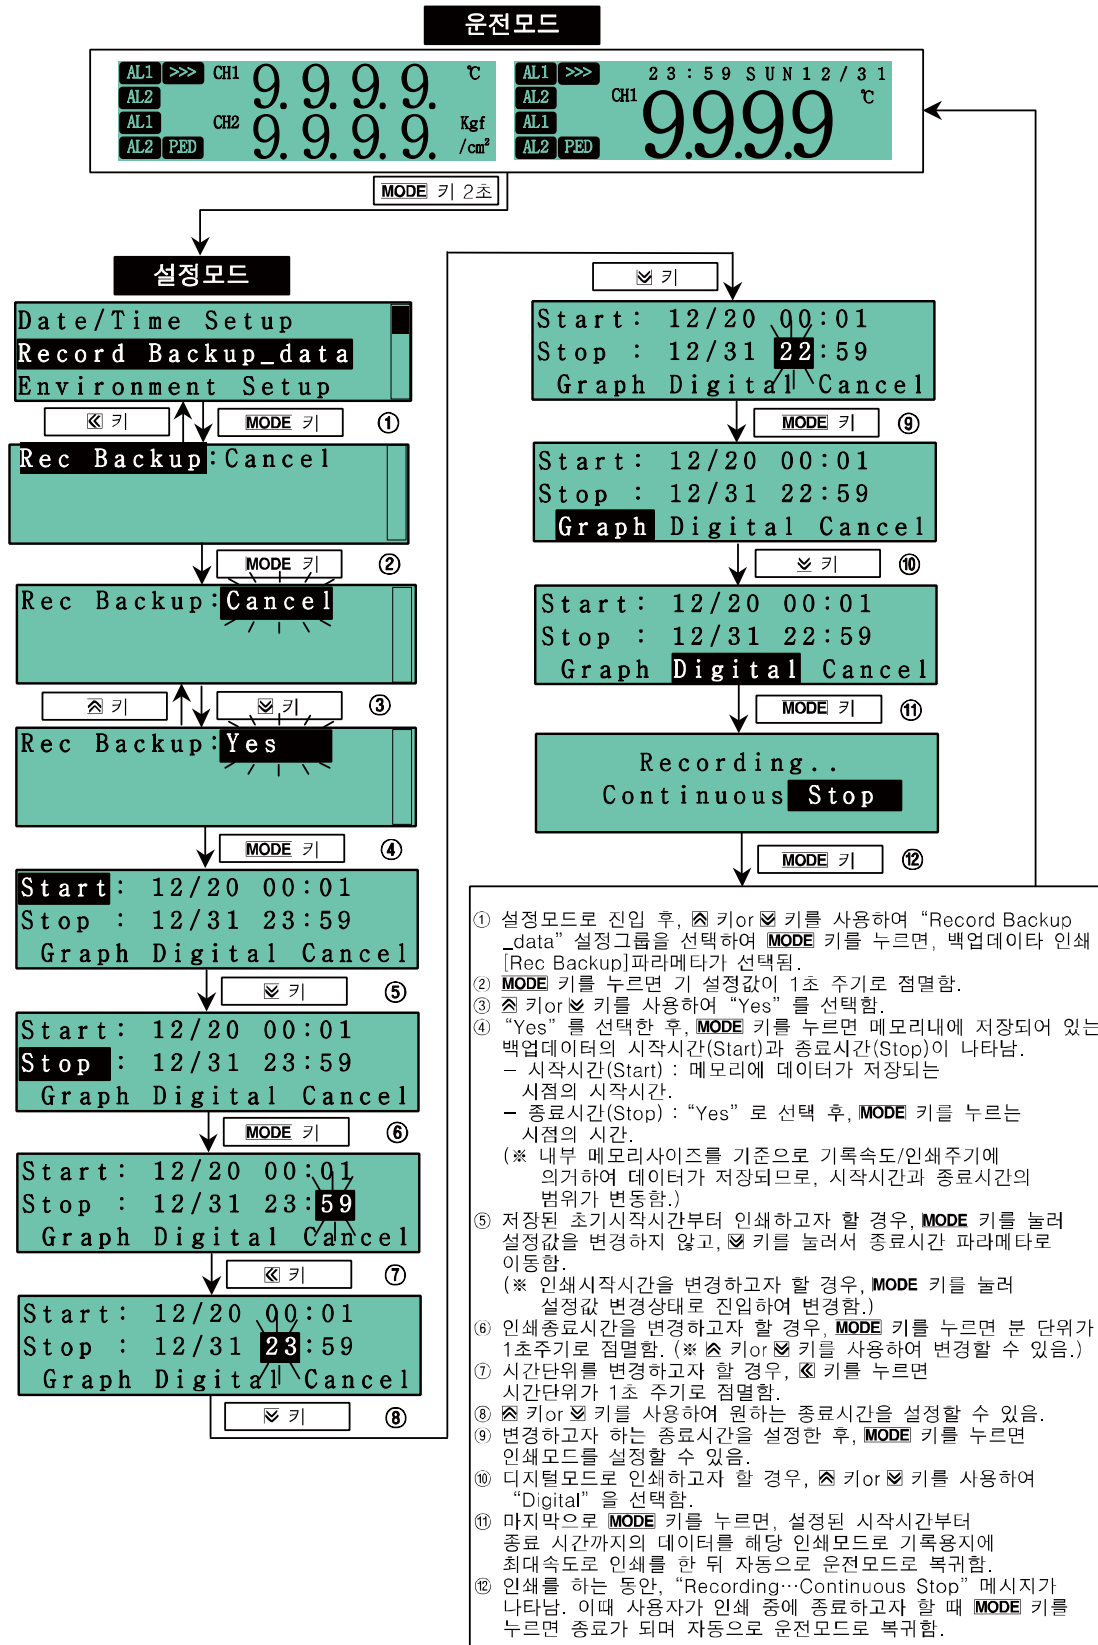 운전모드
AL1 >>> CH1 9.9.9.9. ℃
AL2
AL1 CH2 9.9.9.9. Kgf
AL2 PED /cm²
AL1 >>> 23:59 SUN12/31
AL2 CH1 9.9.9.9 ℃
AL1
AL2 PED
MODE 키 2초
설정모드
Date/Time Setup
Record Backup_data
Environment Setup
≪ 키 MODE 키 ①
Rec Backup:Cancel
MODE 키 ②
Rec Backup:Cancel
키 키 ③
Rec Backup:Yes
MODE 키 ④
Start: 12/20 00:01
Stop : 12/31 23:59
Graph Digital Cancel
키 ⑤
Start: 12/20 00:01
Stop : 12/31 23:59
Graph Digital Cancel
MODE 키 ⑥
Start: 12/20 00:01
Stop : 12/31 23:59
Graph Digital Cancel
≪ 키 ⑦
Start: 12/20 00:01
Stop : 12/31 23:59
Graph Digital Cancel
키 ⑧
키
Start: 12/20 00:01
Stop : 12/31 22:59
Graph Digital Cancel
MODE 키 ⑨
Start: 12/20 00:01
Stop : 12/31 22:59
Graph Digital Cancel
키 ⑩
Start: 12/20 00:01
Stop : 12/31 22:59
Graph Digital Cancel
MODE 키 ⑪
Recording..
Continuous Stop
MODE 키 ⑫
① 설정모드로 진입 후, 키or 키를 사용하여 “Record Backup
_data” 설정그룹을 선택하여 MODE 키를 누르면, 백업데이타 인쇄
[Rec Backup]파라메타가 선택됨.
② MODE 키를 누르면 기 설정값이 1초 주기로 점멸함.
③ 키or 키를 사용하여 “Yes” 를 선택함.
④ “Yes” 를 선택한 후, MODE 키를 누르면 메모리내에 저장되어 있는
백업데이터의 시작시간(Start)과 종료시간(Stop)이 나타남.
– 시작시간(Start) : 메모리에 데이터가 저장되는
시점의 시작시간.
– 종료시간(Stop) : “Yes” 로 선택 후, MODE 키를 누르는
시점의 시간.
(※ 내부 메모리사이즈를 기준으로 기록속도/인쇄주기에
의거하여 데이터가 저장되므로, 시작시간과 종료시간의
범위가 변동함.)
⑤ 저장된 초기시작시간부터 인쇄하고자 할 경우, MODE 키를 눌러
설정값을 변경하지 않고, 키를 눌러서 종료시간 파라메타로
이동함.
(※ 인쇄시작시간을 변경하고자 할 경우, MODE 키를 눌러
설정값 변경상태로 진입하여 변경함.)
⑥ 인쇄종료시간을 변경하고자 할 경우, MODE 키를 누르면 분 단위가
1초주기로 점멸함. (※ 키or 키를 사용하여 변경할 수 있음.)
⑦ 시간단위를 변경하고자 할 경우, ≪ 키를 누르면
시간단위가 1초 주기로 점멸함.
⑧ 키or 키를 사용하여 원하는 종료시간을 설정할 수 있음.
⑨ 변경하고자 하는 종료시간을 설정한 후, MODE 키를 누르면
인쇄모드를 설정할 수 있음.
⑩ 디지털모드로 인쇄하고자 할 경우, 키or 키를 사용하여
“Digital” 을 선택함.
⑪ 마지막으로 MODE 키를 누르면, 설정된 시작시간부터
종료 시간까지의 데이터를 해당 인쇄모드로 기록용지에
최대속도로 인쇄를 한 뒤 자동으로 운전모드로 복귀함.
⑫ 인쇄를 하는 동안, “Recording…Continuous Stop” 메시지가
나타남. 이때 사용자가 인쇄 중에 종료하고자 할 때 MODE 키를
누르면 종료가 되며 자동으로 운전모드로 복귀함.